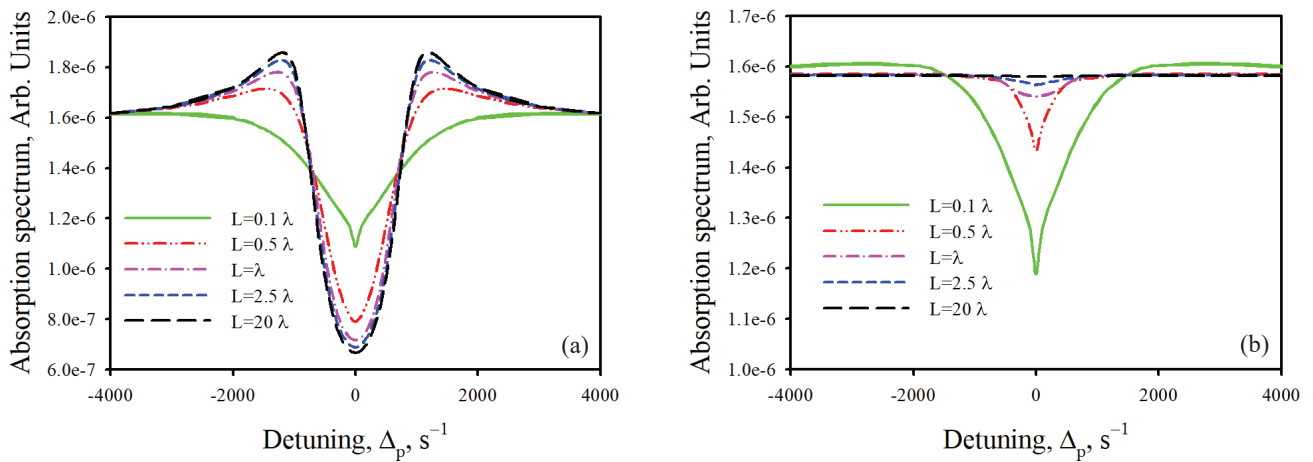 Absorption spectrum, Arb. Units
2.0e-6
1.8e-6
1.6e-6
1.4e-6
1.2e-6
1.0e-6
8.0e-7
6.0e-7
L=0.1 λ
L=0.5 λ
L=λ
L=2.5 λ
L=20 λ
(a)
-4000 -2000 0 2000 4000
Detuning, Δp, s⁻¹
Absorption spectrum, Arb. Units
1.7e-6
1.6e-6
1.5e-6
1.3e-6
1.2e-6
1.1e-6
1.0e-6
L=0.1 λ
L=0.5 λ
L=λ
L=2.5 λ
L=20 λ
(b)
-4000 -2000 0 2000 4000
Detuning, Δp, s⁻¹